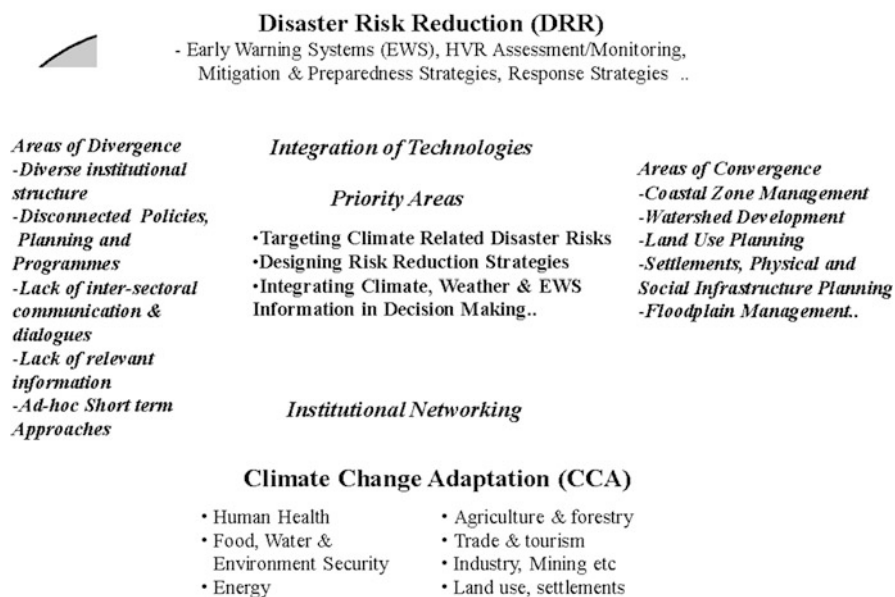 Disaster Risk Reduction (DRR)
- Early Warning Systems (EWS), HVR Assessment/Monitoring,
Mitigation & Preparedness Strategies, Response Strategies ..
Areas of Divergence
-Diverse institutional
structure
-Disconnected Policies,
Planning and
Programmes
-Lack of inter-sectoral
communication &
dialogues
-Lack of relevant
information
-Ad-hoc Short term
Approaches
Integration of Technologies
Priority Areas
•Targeting Climate Related Disaster Risks
•Designing Risk Reduction Strategies
•Integrating Climate, Weather & EWS
Information in Decision Making..
Institutional Networking
Areas of Convergence
-Coastal Zone Management
-Watershed Development
-Land Use Planning
-Settlements, Physical and
Social Infrastructure Planning
-Floodplain Management..
Climate Change Adaptation (CCA)
• Human Health
• Food, Water &
Environment Security
• Energy
• Agriculture & forestry
• Trade & tourism
• Industry, Mining etc
• Land use, settlements